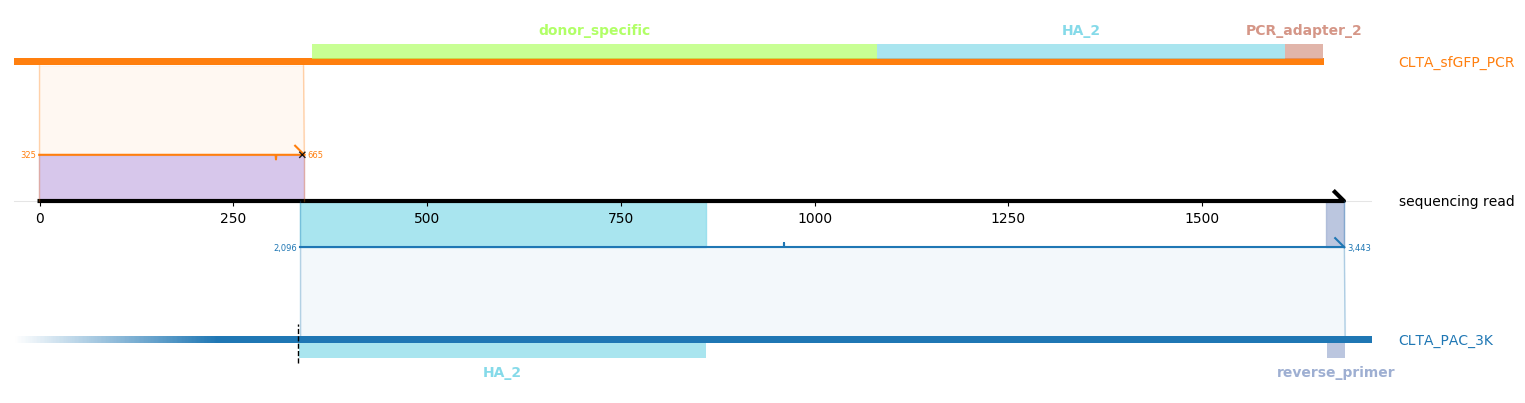 donor_specific HA_2 PCR_adapter_2
CLTA_sfGFP_PCR
325 665
sequencing read
0 250 500 750 1000 1250 1500
2,096 3,443
CLTA_PAC_3K
HA_2 reverse_primer